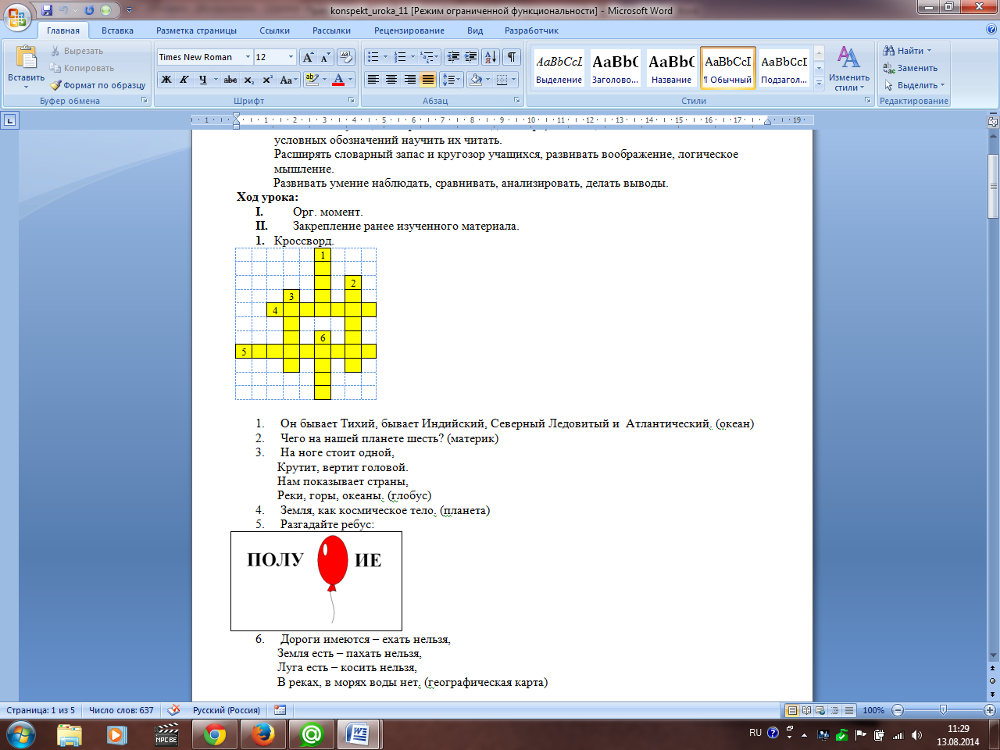 konspekt_uroka_11 [Режим ограниченной функциональности] - Microsoft Word
Главная Вставка Разметка страницы Ссылки Рассылки Рецензирование Вид Разработчик
Вставить
Вырезать
Копировать
Формат по образцу
Буфер обмена
Times New Roman 12
Ж К Ч abc x₂ x² Aa
Шрифт
Абзац
AaBbCcI AaBbC AaBbC AaBbCcI AaBbCcI
Выделение Заголово... Название ¶ Обычный Подзагол...
Изменить стили
Стили
Найти
Заменить
Выделить
Редактирование
1 1 2 3 4 5 6 7 8 9 10 11 12 13 14 15 16 17 19
условных обозначений научить их читать.
Расширять словарный запас и кругозор учащихся, развивать воображение, логическое
мышление.
Развивать умение наблюдать, сравнивать, анализировать, делать выводы.
Ход урока:
I. Орг. момент.
II. Закрепление ранее изученного материала.
1. Кроссворд.
1
2
3
4
6
5
1. Он бывает Тихий, бывает Индийский, Северный Ледовитый и Атлантический. (океан)
2. Чего на нашей планете шесть? (материк)
3. На ноге стоит одной,
Крутит, вертит головой.
Нам показывает страны,
Реки, горы, океаны. (глобус)
4. Земля, как космическое тело. (планета)
5. Разгадайте ребус:
ПОЛУ ИЕ
6. Дороги имеются – ехать нельзя,
Земля есть – пахать нельзя,
Луга есть – косить нельзя,
В реках, в морях воды нет. (географическая карта)
Страница: 1 из 5 Число слов: 637 Русский (Россия) 100%
MPC BE
RU
11:29
13.08.2014